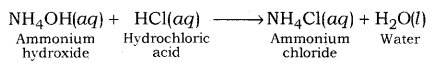 NH₄OH(aq) + HCl(aq) ⟶ NH₄Cl(aq) + H₂O(l)
Ammonium Hydrochloric Ammonium Water
hydroxide acid chloride